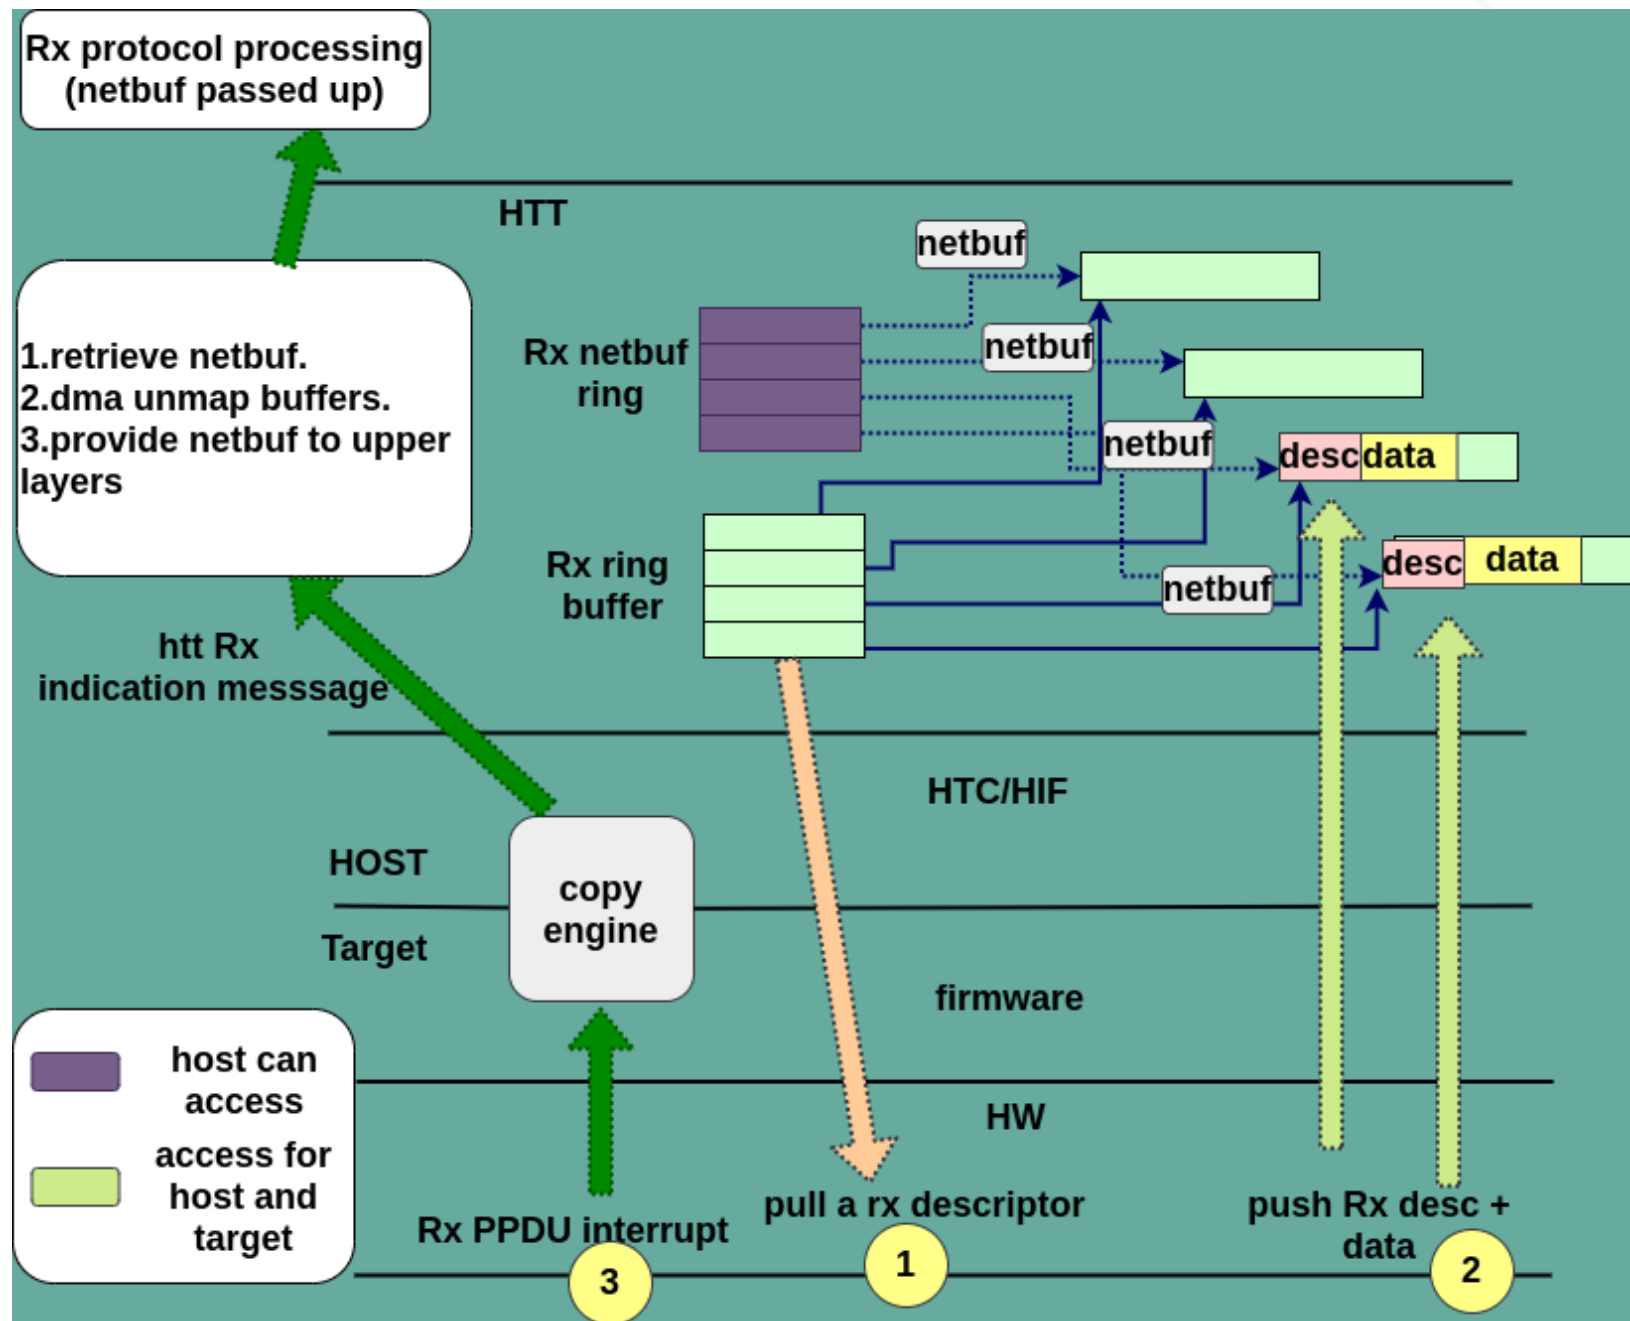 Rx protocol processing
(netbuf passed up)
HTT
netbuf
1.retrieve netbuf.
2.dma unmap buffers.
3.provide netbuf to upper
layers
Rx netbuf
ring
netbuf
netbuf
desc
data
Rx ring
buffer
netbuf
desc
data
htt Rx
indication messsage
HTC/HIF
HOST
copy
engine
Target
firmware
host can
access
access for
host and
target
HW
Rx PPDU interrupt
3
pull a rx descriptor
1
push Rx desc +
data
2